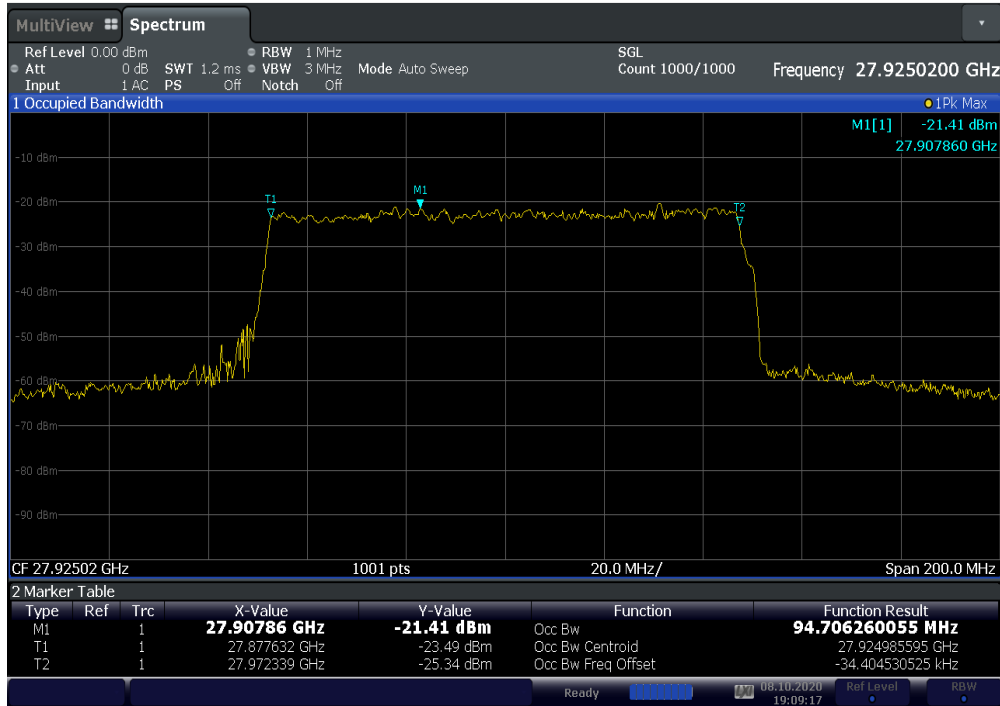 MultiView Spectrum
Ref Level 0.00 dBm RBW 1 MHz SGL
Att 0 dB SWT 1.2 ms VBW 3 MHz Mode Auto Sweep Count 1000/1000 Frequency 27.9250200 GHz
Input 1 AC PS Off Notch Off
1 Occupied Bandwidth 1Pk Max
M1[1] -21.41 dBm
27.907860 GHz
-10 dBm
M1
T1
-20 dBm
T2
-30 dBm
-40 dBm
-50 dBm
-60 dBm
-70 dBm
-80 dBm
-90 dBm
CF 27.92502 GHz 1001 pts 20.0 MHz/ Span 200.0 MHz
2 Marker Table
Type Ref Trc X-Value Y-Value Function Function Result
M1 1 27.90786 GHz -21.41 dBm Occ Bw 94.706260055 MHz
T1 1 27.877632 GHz -23.49 dBm Occ Bw Centroid 27.924985595 GHz
T2 1 27.972339 GHz -25.34 dBm Occ Bw Freq Offset -34.404530525 kHz
Ready 08.10.2020 Ref Level RBW
19:09:17